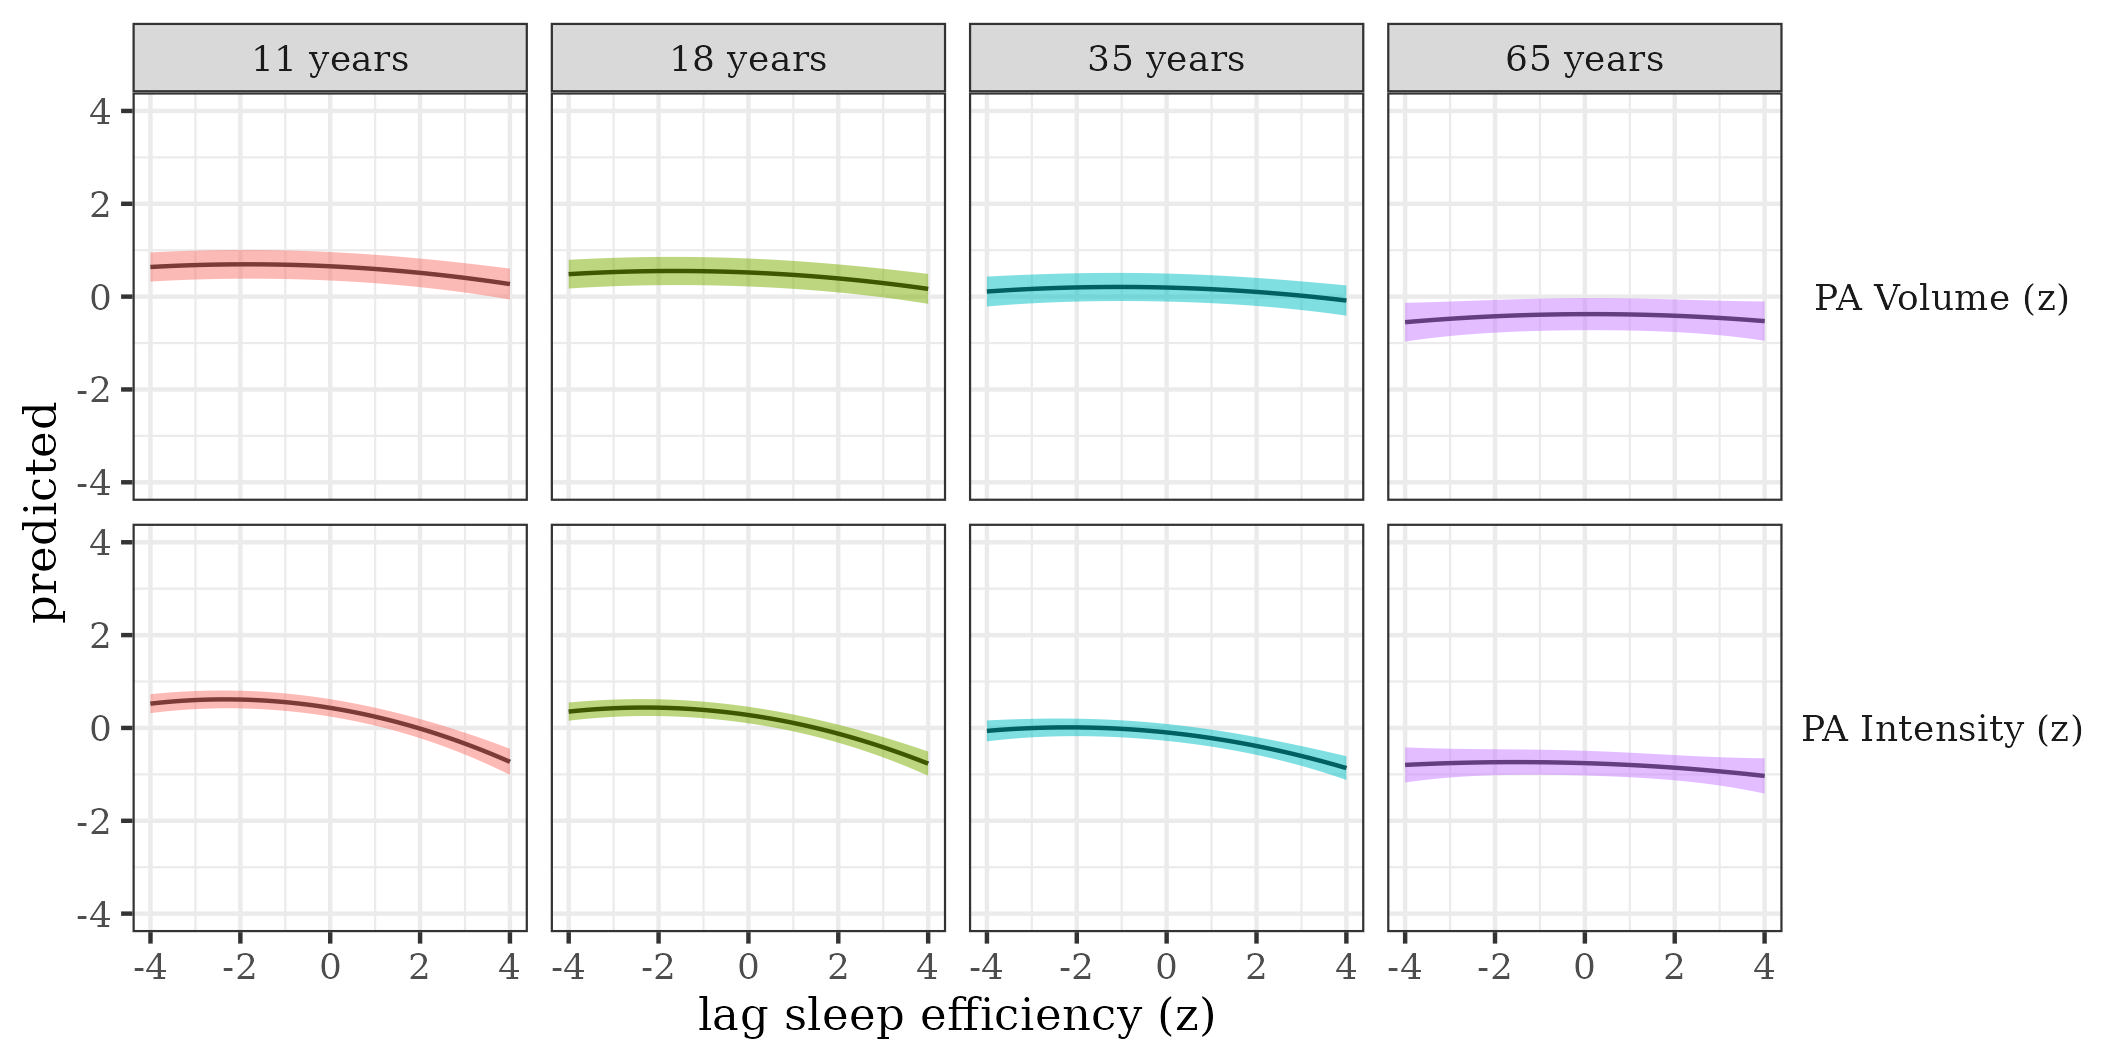 11 years
18 years
35 years
65 years
4
2
0
-2
-4
PA Volume (z)
predicted
4
2
0
-2
-4
PA Intensity (z)
-4 -2 0 2 4 -4 -2 0 2 4 -4 -2 0 2 4 -4 -2 0 2 4
lag sleep efficiency (z)